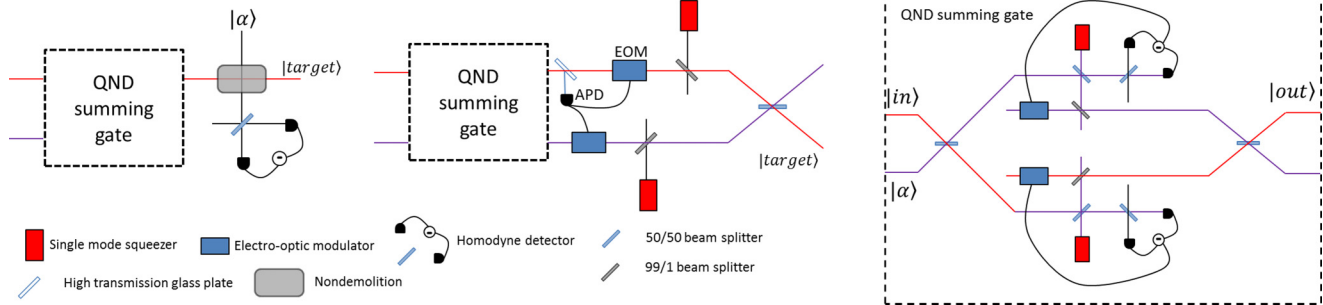 |α⟩
QND
summing
gate
|target⟩
QND
summing
gate
EOM
APD
|target⟩
QND summing gate
|in⟩
|α⟩
|out⟩
Single mode squeezer
Electro-optic modulator
Homodyne detector
50/50 beam splitter
99/1 beam splitter
High transmission glass plate
Nondemolition